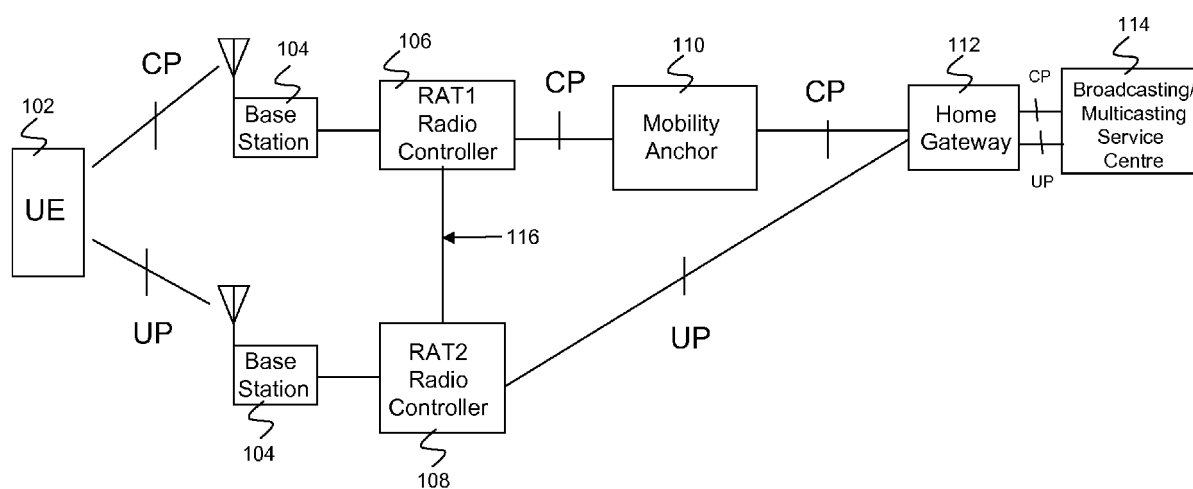 102
UE
CP
UP
104
Base
Station
106
RAT1
Radio
Controller
CP
110
Mobility
Anchor
CP
112
Home
Gateway
CP
UP
114
Broadcasting/
Multicasting
Service
Centre
116
Base
Station
104
RAT2
Radio
Controller
108
UP